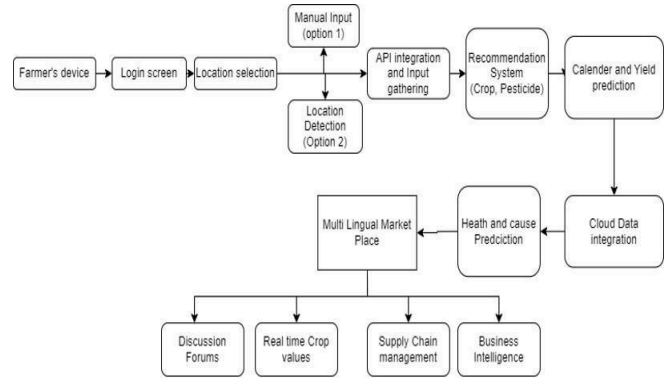 Manual Input
(option 1)
Farmer's device
Login screen
Location selection
Location
Detection
(Option 2)
API integration
and Input
gathering
Recommendation
System
(Crop, Pesticide)
Calender and Yield
prediction
Cloud Data
integration
Heath and cause
Predciction
Multi Lingual Market
Place
Discussion
Forums
Real time Crop
values
Supply Chain
management
Business
Intelligence